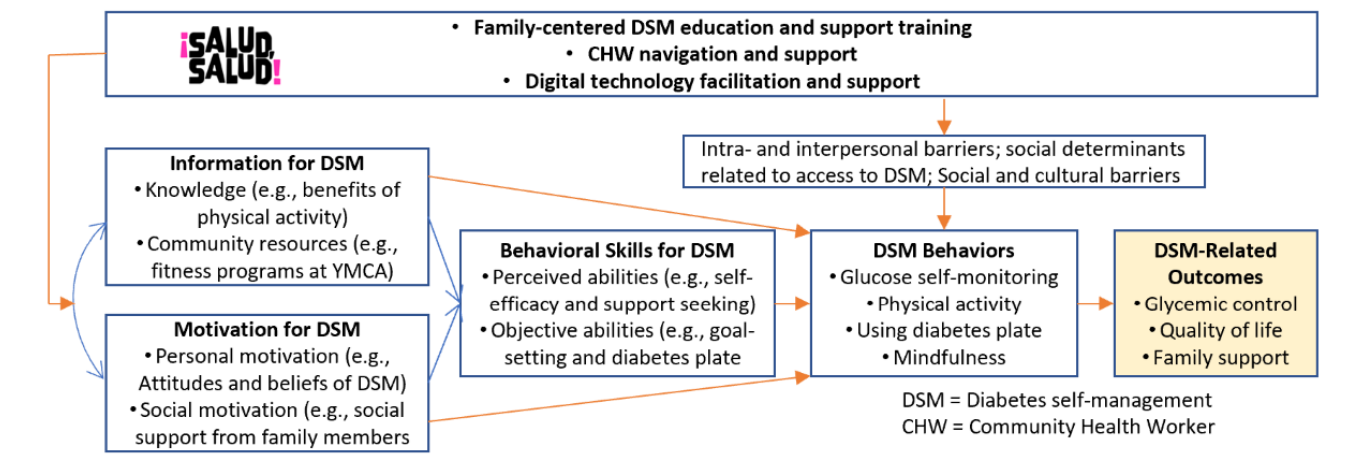 ¡SALUD,
SALUD!
• Family-centered DSM education and support training
• CHW navigation and support
• Digital technology facilitation and support
Intra- and interpersonal barriers; social determinants
related to access to DSM; Social and cultural barriers
Information for DSM
• Knowledge (e.g., benefits of
physical activity)
• Community resources (e.g.,
fitness programs at YMCA)
Motivation for DSM
• Personal motivation (e.g.,
Attitudes and beliefs of DSM)
• Social motivation (e.g., social
support from family members
Behavioral Skills for DSM
• Perceived abilities (e.g., self-
efficacy and support seeking)
• Objective abilities (e.g., goal-
setting and diabetes plate
DSM Behaviors
• Glucose self-monitoring
• Physical activity
• Using diabetes plate
• Mindfulness
DSM-Related
Outcomes
• Glycemic control
• Quality of life
• Family support
DSM = Diabetes self-management
CHW = Community Health Worker